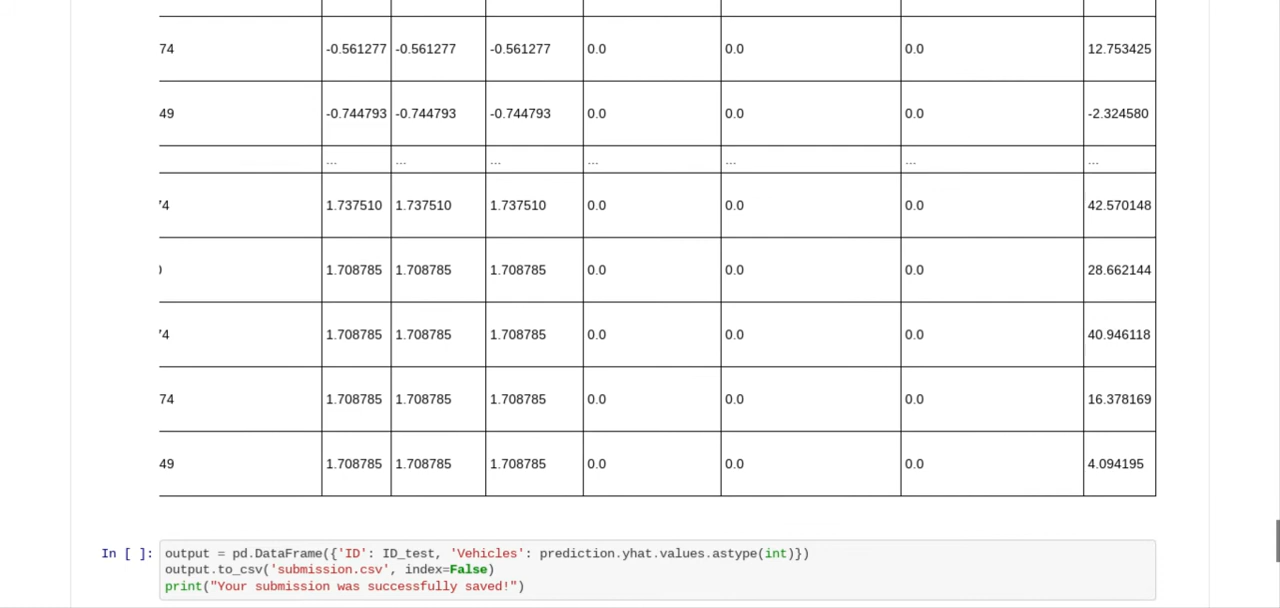 74 -0.561277 -0.561277 -0.561277 0.0 0.0 0.0 12.753425
49 -0.744793 -0.744793 -0.744793 0.0 0.0 0.0 -2.324580
... ... ... ... ... ... ...
74 1.737510 1.737510 1.737510 0.0 0.0 0.0 42.570148
1.708785 1.708785 1.708785 0.0 0.0 0.0 28.662144
74 1.708785 1.708785 1.708785 0.0 0.0 0.0 40.946118
74 1.708785 1.708785 1.708785 0.0 0.0 0.0 16.378169
49 1.708785 1.708785 1.708785 0.0 0.0 0.0 4.094195
In [ ]: output = pd.DataFrame({'ID': ID_test, 'Vehicles': prediction.yhat.values.astype(int)})
output.to_csv('submission.csv', index=False)
print("Your submission was successfully saved!")